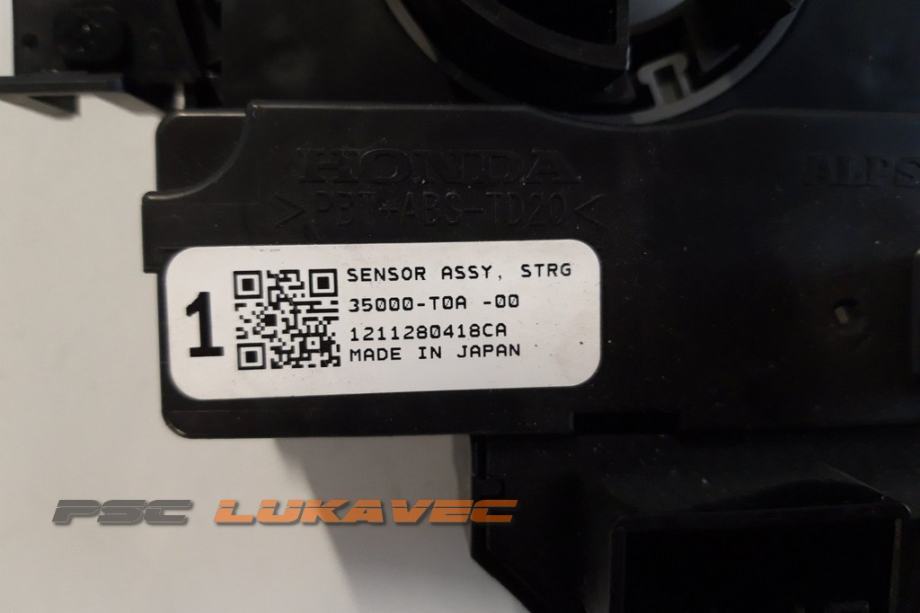 HONDA
>PBT+ABS-TD20<
ALPS
1
SENSOR ASSY, STRG
35000-T0A -00
1211280418CA
MADE IN JAPAN
PSC LUKAVEC